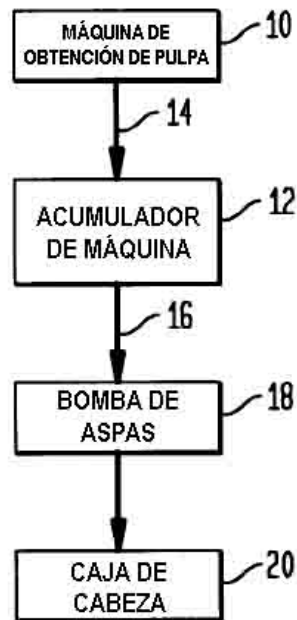 MÁQUINA DE
OBTENCIÓN DE PULPA
10
14
ACUMULADOR
DE MÁQUINA
12
16
BOMBA DE
ASPAS
18
CAJA DE
CABEZA
20